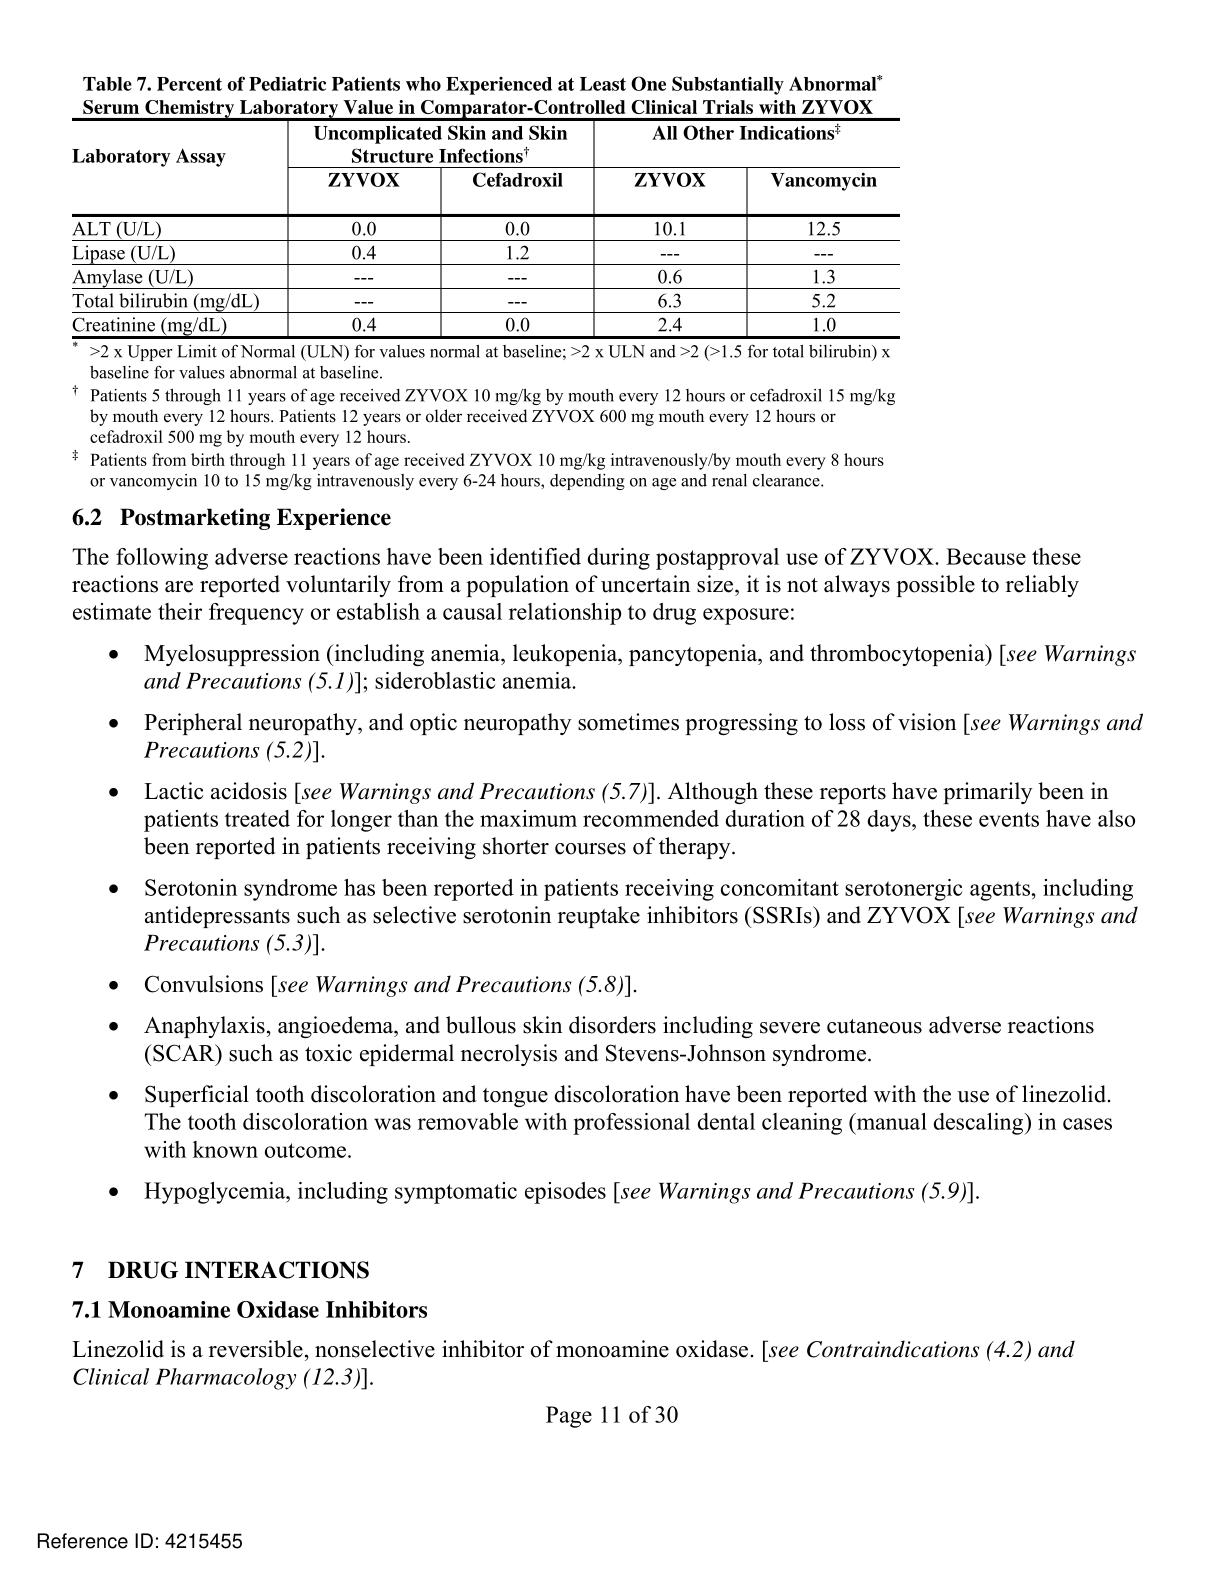 Table 7. Percent of Pediatric Patients who Experienced at Least One Substantially Abnormal*
Serum Chemistry Laboratory Value in Comparator-Controlled Clinical Trials with ZYVOX
Laboratory Assay | Uncomplicated Skin and Skin Structure Infections† | All Other Indications‡
ZYVOX | Cefadroxil | ZYVOX | Vancomycin
ALT (U/L) | 0.0 | 0.0 | 10.1 | 12.5
Lipase (U/L) | 0.4 | 1.2 | --- | ---
Amylase (U/L) | --- | --- | 0.6 | 1.3
Total bilirubin (mg/dL) | --- | --- | 6.3 | 5.2
Creatinine (mg/dL) | 0.4 | 0.0 | 2.4 | 1.0
* >2 x Upper Limit of Normal (ULN) for values normal at baseline; >2 x ULN and >2 (>1.5 for total bilirubin) x
baseline for values abnormal at baseline.
† Patients 5 through 11 years of age received ZYVOX 10 mg/kg by mouth every 12 hours or cefadroxil 15 mg/kg
by mouth every 12 hours. Patients 12 years or older received ZYVOX 600 mg mouth every 12 hours or
cefadroxil 500 mg by mouth every 12 hours.
‡ Patients from birth through 11 years of age received ZYVOX 10 mg/kg intravenously/by mouth every 8 hours
or vancomycin 10 to 15 mg/kg intravenously every 6-24 hours, depending on age and renal clearance.
6.2 Postmarketing Experience
The following adverse reactions have been identified during postapproval use of ZYVOX. Because these
reactions are reported voluntarily from a population of uncertain size, it is not always possible to reliably
estimate their frequency or establish a causal relationship to drug exposure:
• Myelosuppression (including anemia, leukopenia, pancytopenia, and thrombocytopenia) [see Warnings
and Precautions (5.1)]; sideroblastic anemia.
• Peripheral neuropathy, and optic neuropathy sometimes progressing to loss of vision [see Warnings and
Precautions (5.2)].
• Lactic acidosis [see Warnings and Precautions (5.7)]. Although these reports have primarily been in
patients treated for longer than the maximum recommended duration of 28 days, these events have also
been reported in patients receiving shorter courses of therapy.
• Serotonin syndrome has been reported in patients receiving concomitant serotonergic agents, including
antidepressants such as selective serotonin reuptake inhibitors (SSRIs) and ZYVOX [see Warnings and
Precautions (5.3)].
• Convulsions [see Warnings and Precautions (5.8)].
• Anaphylaxis, angioedema, and bullous skin disorders including severe cutaneous adverse reactions
(SCAR) such as toxic epidermal necrolysis and Stevens-Johnson syndrome.
• Superficial tooth discoloration and tongue discoloration have been reported with the use of linezolid.
The tooth discoloration was removable with professional dental cleaning (manual descaling) in cases
with known outcome.
• Hypoglycemia, including symptomatic episodes [see Warnings and Precautions (5.9)].
7 DRUG INTERACTIONS
7.1 Monoamine Oxidase Inhibitors
Linezolid is a reversible, nonselective inhibitor of monoamine oxidase. [see Contraindications (4.2) and
Clinical Pharmacology (12.3)].
Page 11 of 30
Reference ID: 4215455